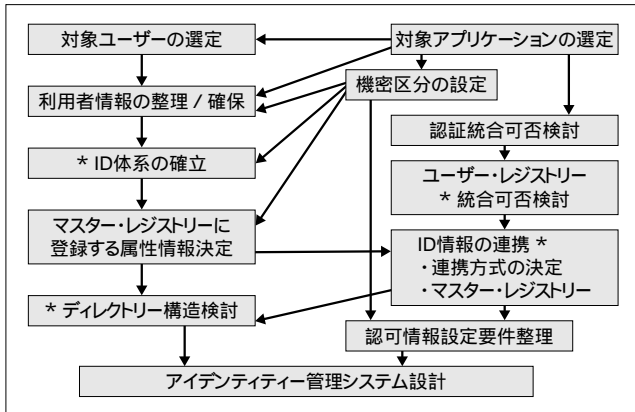 対象ユーザーの選定
対象アプリケーションの選定
機密区分の設定
利用者情報の整理 / 確保
認証統合可否検討
* ID体系の確立
ユーザー・レジストリー
* 統合可否検討
マスター・レジストリーに
登録する属性情報決定
ID情報の連携 *
・連携方式の決定
・マスター・レジストリー
* ディレクトリー構造検討
認可情報設定要件整理
アイデンティティー管理システム設計